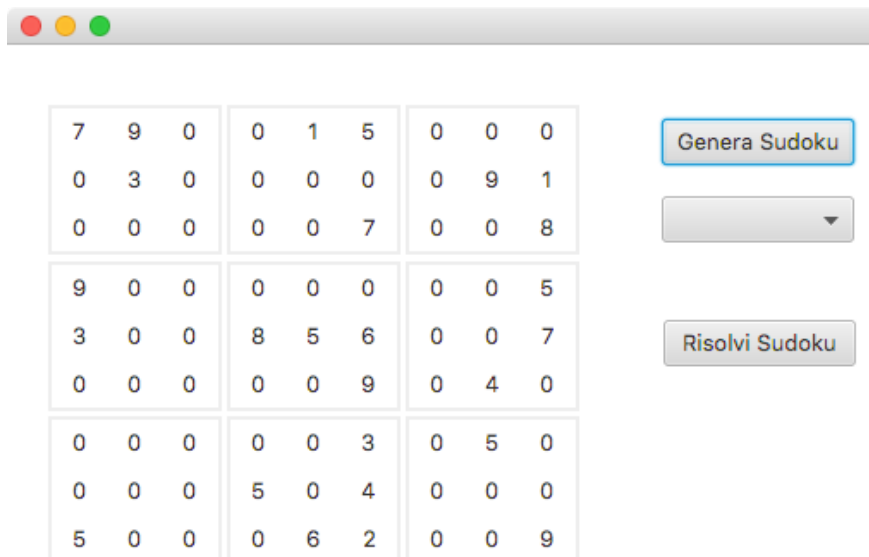 7 9 0 0 1 5 0 0 0
0 3 0 0 0 0 0 9 1
0 0 0 0 0 7 0 0 8
9 0 0 0 0 0 0 0 5
3 0 0 8 5 6 0 0 7
0 0 0 0 0 9 0 4 0
0 0 0 0 0 3 0 5 0
0 0 0 5 0 4 0 0 0
5 0 0 0 6 2 0 0 9
Genera Sudoku
Risolvi Sudoku